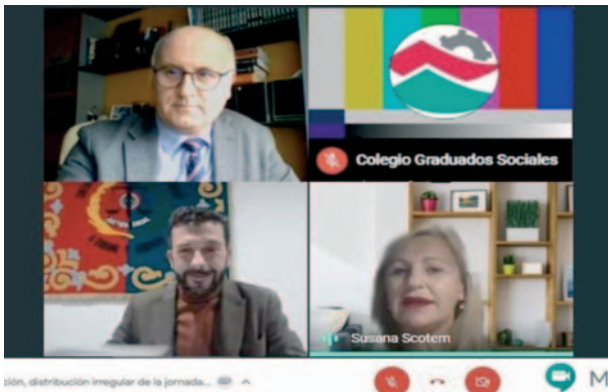 Colegio Graduados Sociales
Susana Scotem
ción, distribución irregular de la jornada...
M